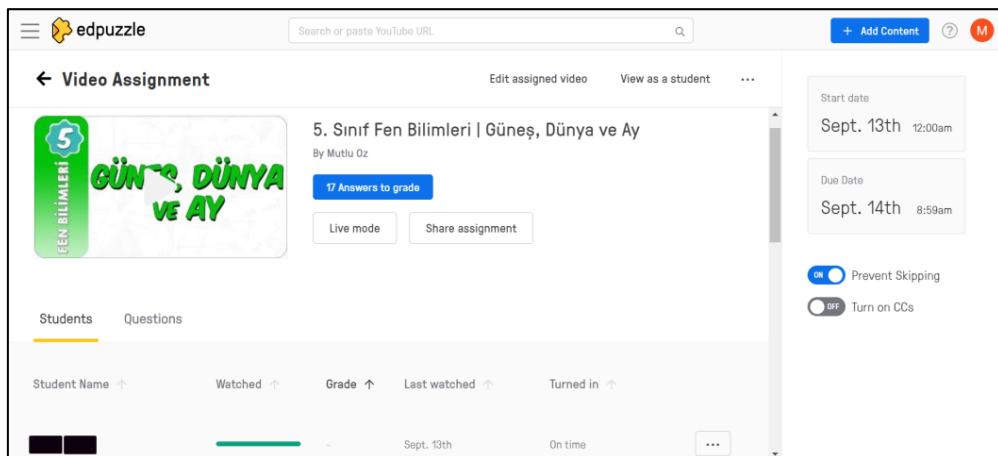 edpuzzle
Search or paste YouTube URL
+ Add Content
?
M
← Video Assignment
Edit assigned video
View as a student
...
5
FEN BİLİMLERİ
GÜNEŞ, DÜNYA
VE AY
5. Sınıf Fen Bilimleri | Güneş, Dünya ve Ay
By Mutlu Oz
17 Answers to grade
Live mode
Share assignment
Start date
Sept. 13th 12:00am
Due Date
Sept. 14th 8:59am
ON Prevent Skipping
OFF Turn on CCs
Students
Questions
Student Name ↑
Watched ↑
Grade ↑
Last watched ↑
Turned in ↑
-
Sept. 13th
On time
...